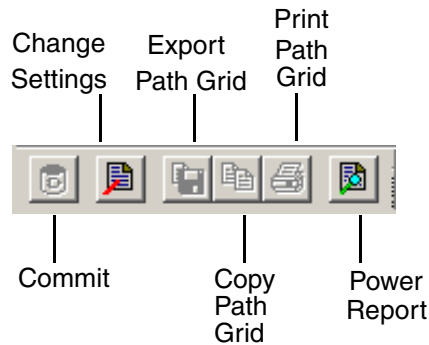 Change
Settings
Export
Path Grid
Print
Path
Grid
Commit
Copy
Path
Grid
Power
Report